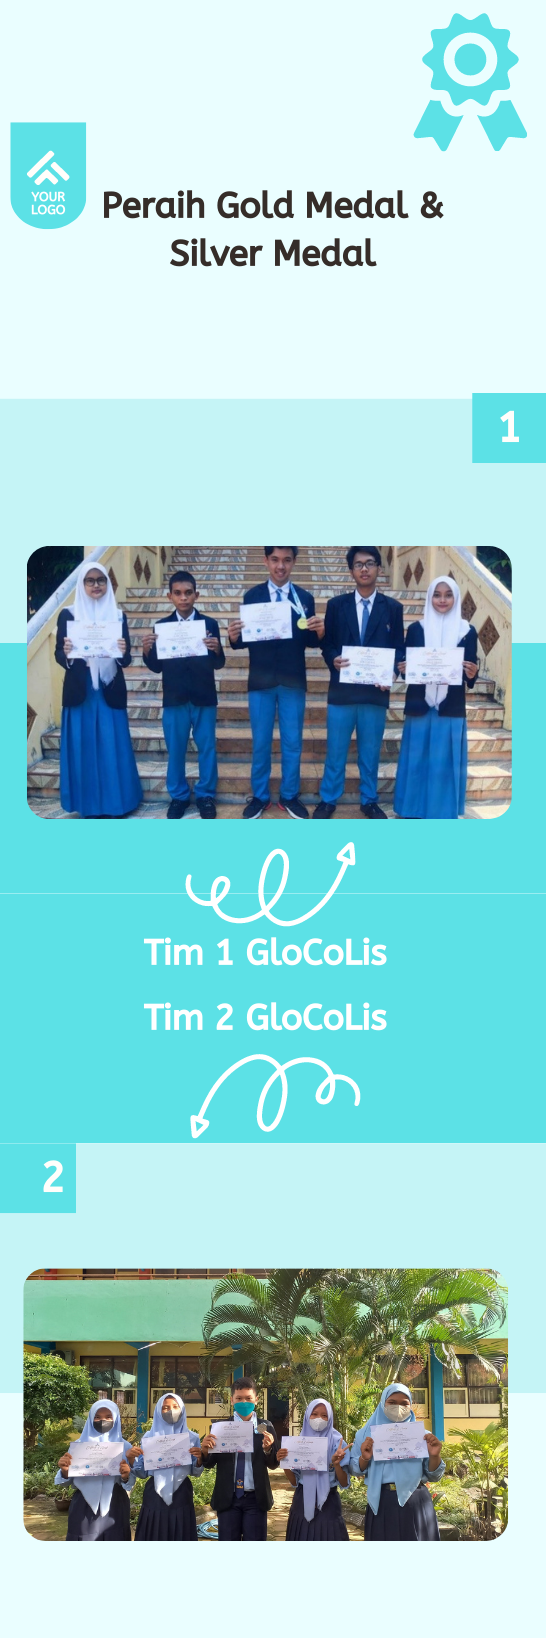 YOUR
LOGO
Peraih Gold Medal &
Silver Medal
1
Tim 1 GloCoLis
Tim 2 GloCoLis
2